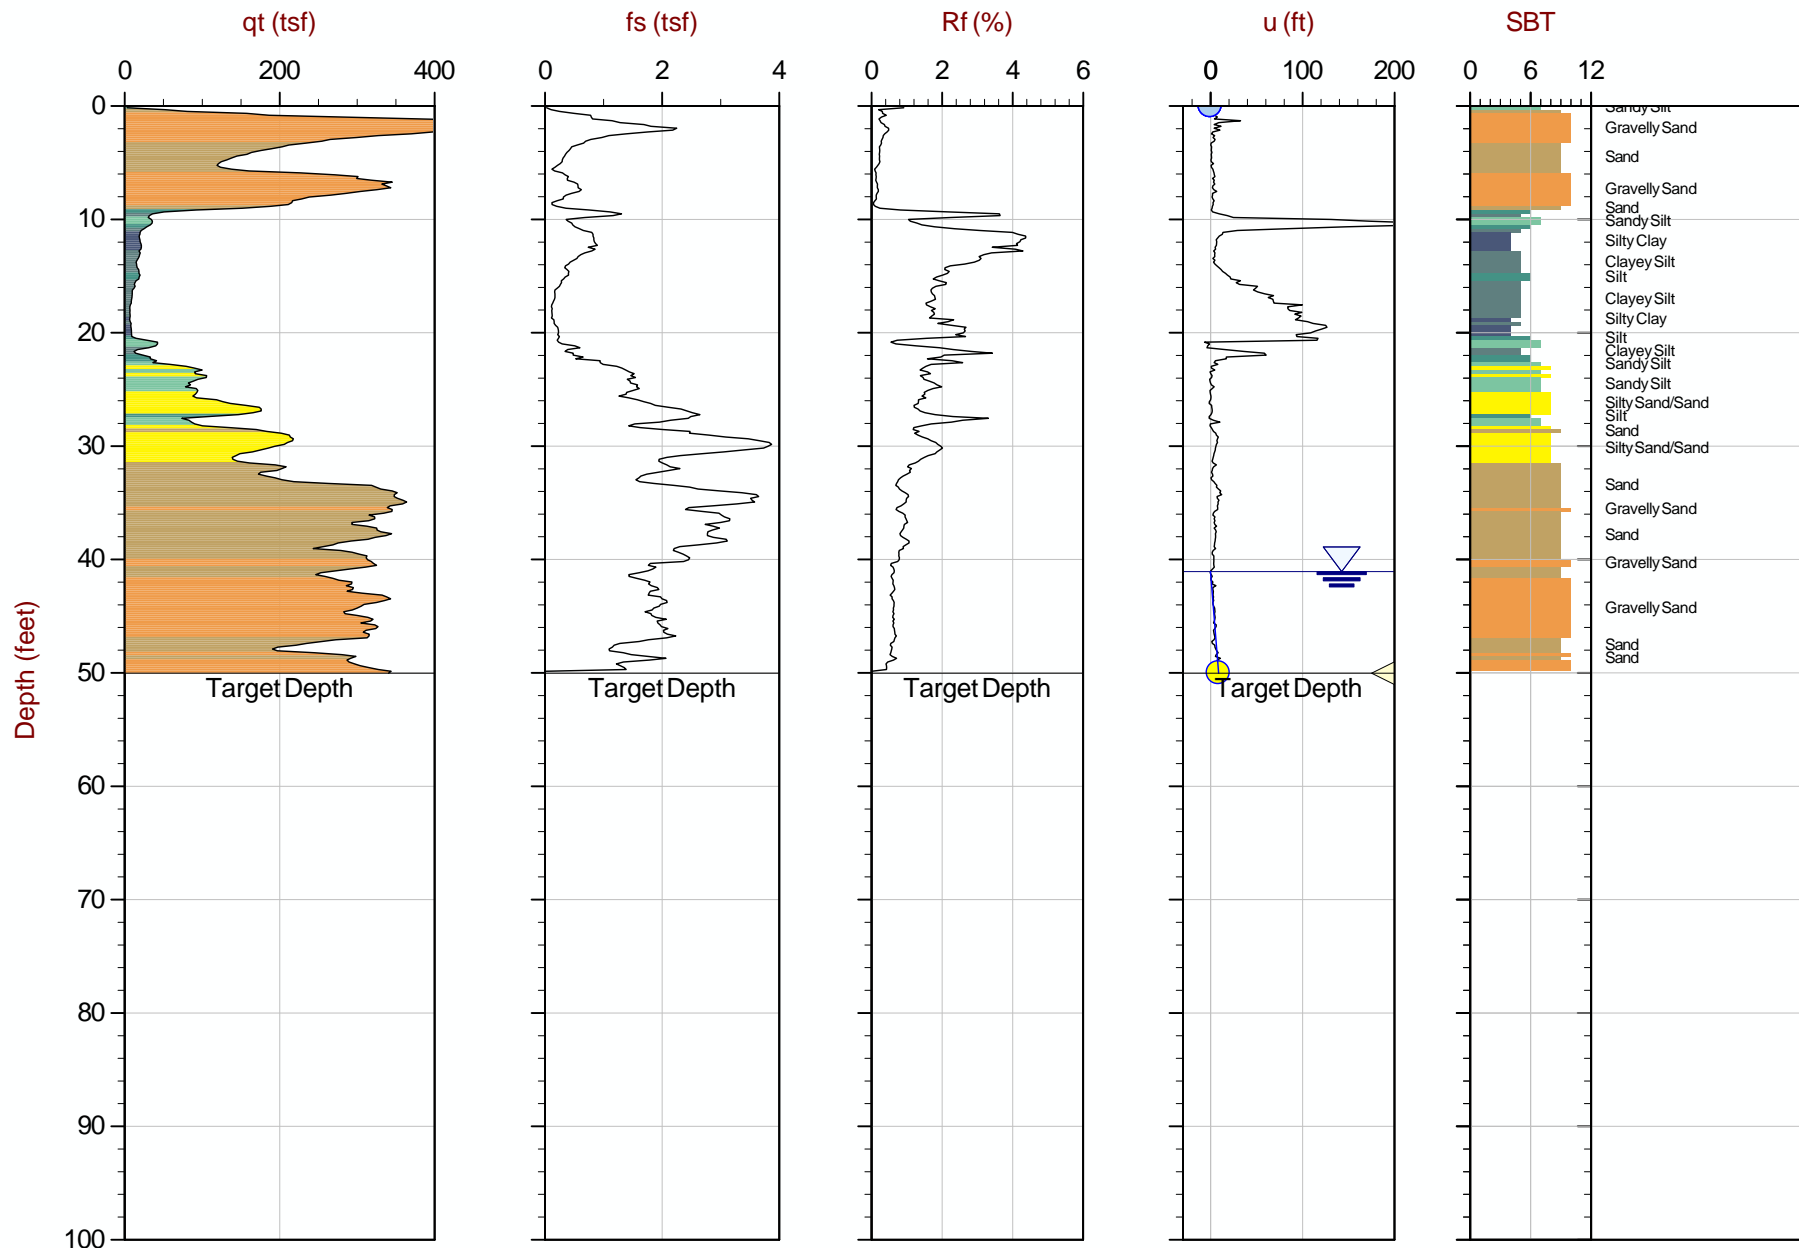 qt (tsf) fs (tsf) Rf (%) u (ft) SBT
0 200 400 0 2 4 0 2 4 6 0 0 100 200 0 6 12
0
10
20
30
40
50
60
70
80
90
100
Depth (feet)
Sandy Silt
Gravelly Sand
Sand
Gravelly Sand
Sand
Sandy Silt
Silty Clay
Clayey Silt
Silt
Clayey Silt
Silty Clay
Silt
Clayey Silt
Sandy Silt
Sandy Silt
Silty Sand/Sand
Silt
Sand
Silty Sand/Sand
Sand
Gravelly Sand
Sand
Gravelly Sand
Gravelly Sand
Sand
Sand
Target Depth Target Depth Target Depth Target Depth